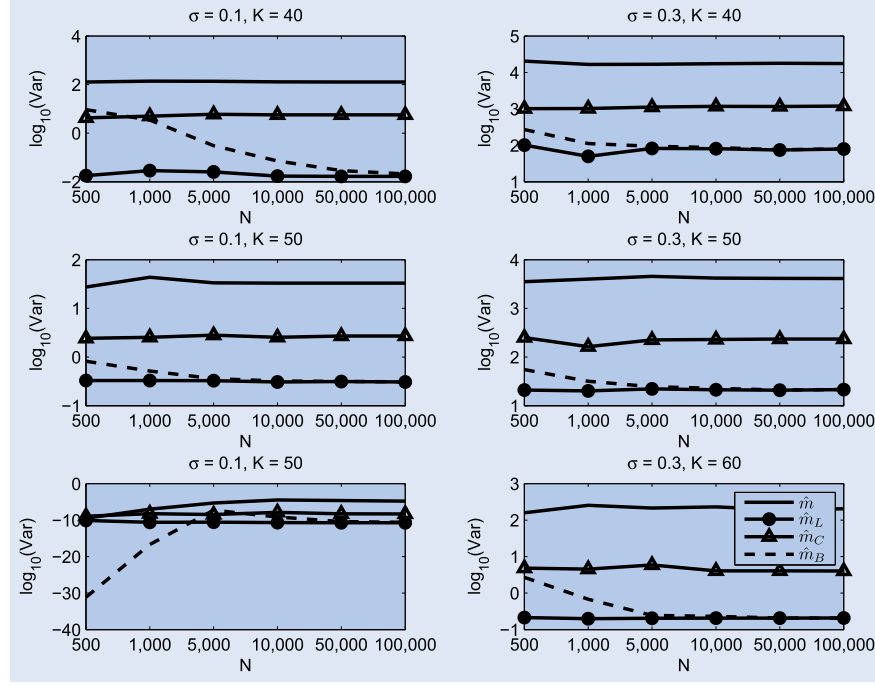 σ = 0.1, K = 40
4
2
0
−2
log10(Var)
500 1,000 5,000 10,000 50,000 100,000
N
σ = 0.3, K = 40
5
4
3
2
1
log10(Var)
500 1,000 5,000 10,000 50,000 100,000
N
σ = 0.1, K = 50
2
1
0
−1
log10(Var)
500 1,000 5,000 10,000 50,000 100,000
N
σ = 0.3, K = 50
4
3
2
1
log10(Var)
500 1,000 5,000 10,000 50,000 100,000
N
σ = 0.1, K = 50
0
−10
−20
−30
−40
log10(Var)
500 1,000 5,000 10,000 50,000 100,000
N
σ = 0.3, K = 60
3
2
1
0
−1
log10(Var)
500 1,000 5,000 10,000 50,000 100,000
N
m̂
m̂L
m̂C
m̂B